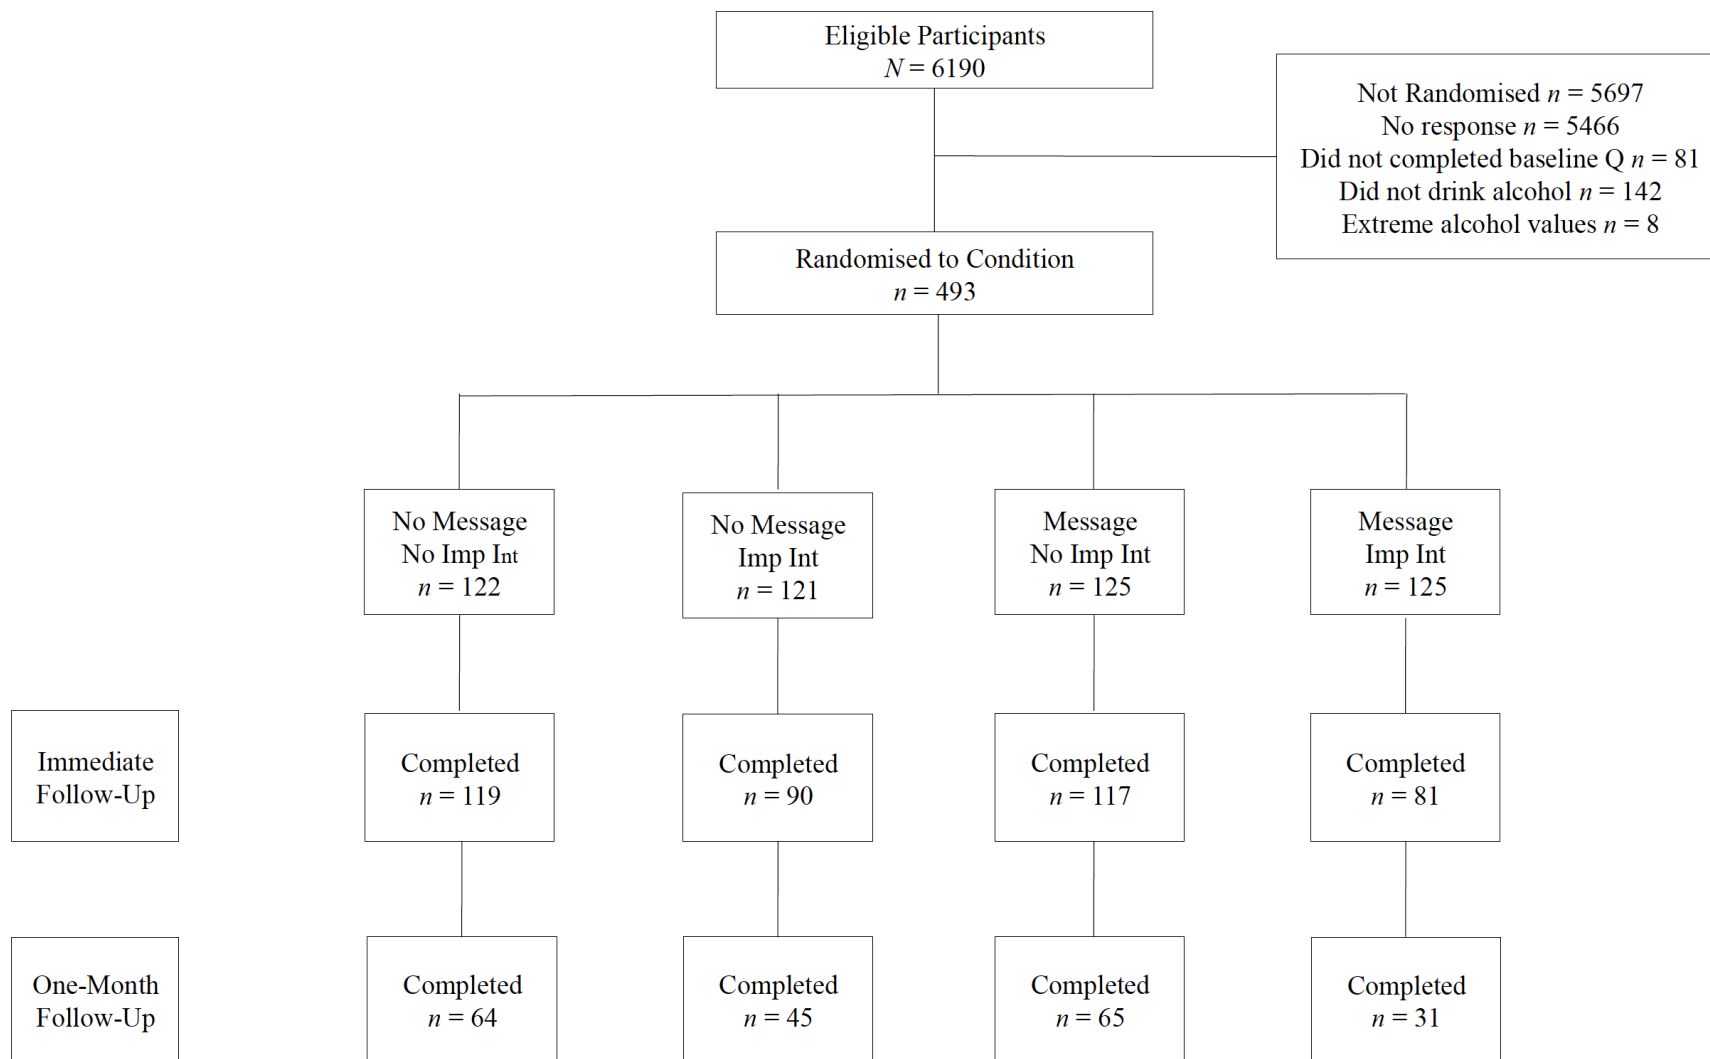 Eligible Participants
N = 6190
Not Randomised n = 5697
No response n = 5466
Did not completed baseline Q n = 81
Did not drink alcohol n = 142
Extreme alcohol values n = 8
Randomised to Condition
n = 493
No Message
No Imp Int
n = 122
No Message
Imp Int
n = 121
Message
No Imp Int
n = 125
Message
Imp Int
n = 125
Immediate
Follow-Up
Completed
n = 119
Completed
n = 90
Completed
n = 117
Completed
n = 81
One-Month
Follow-Up
Completed
n = 64
Completed
n = 45
Completed
n = 65
Completed
n = 31